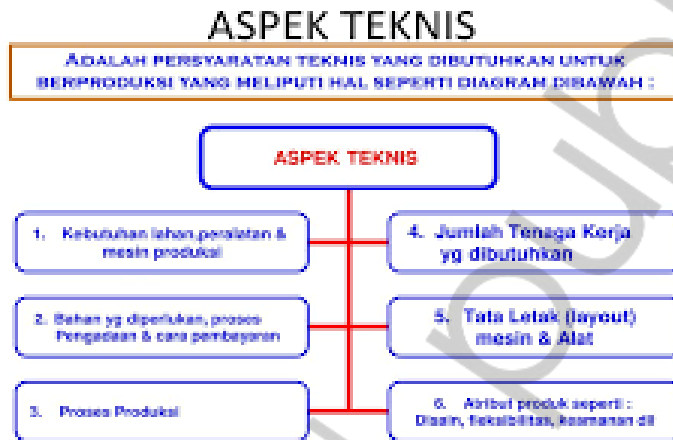 ASPEK TEKNIS
ADALAH PERSYARATAN TEKNIS YANG DIBUTUHKAN UNTUK
BERPRODUKSI YANG MELIPUTI HAL SEPERTI DIAGRAM DIBAWAH :
ASPEK TEKNIS
1. Kebutuhan lahan,peralatan &
mesin produksi
2. Bahan yg diperlukan, proses
Pengadaan & cara pembayaran
3. Proses Produksi
4. Jumlah Tenaga Kerja
yg dibutuhkan
5. Tata Letak (layout)
mesin & Alat
6. Atribut produk seperti :
Disain, fleksibilitas, keamanan dll